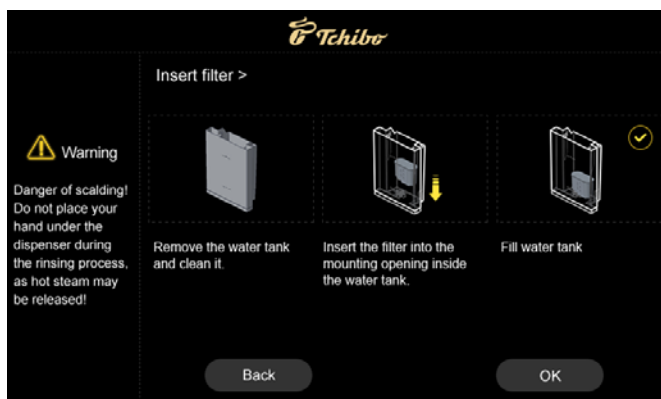 Tchibo
Insert filter >
Warning
Danger of scalding!
Do not place your
hand under the
dispenser during
the rinsing process,
as hot steam may
be released!
Remove the water tank
and clean it.
Insert the filter into the
mounting opening inside
the water tank.
Fill water tank
Back
OK